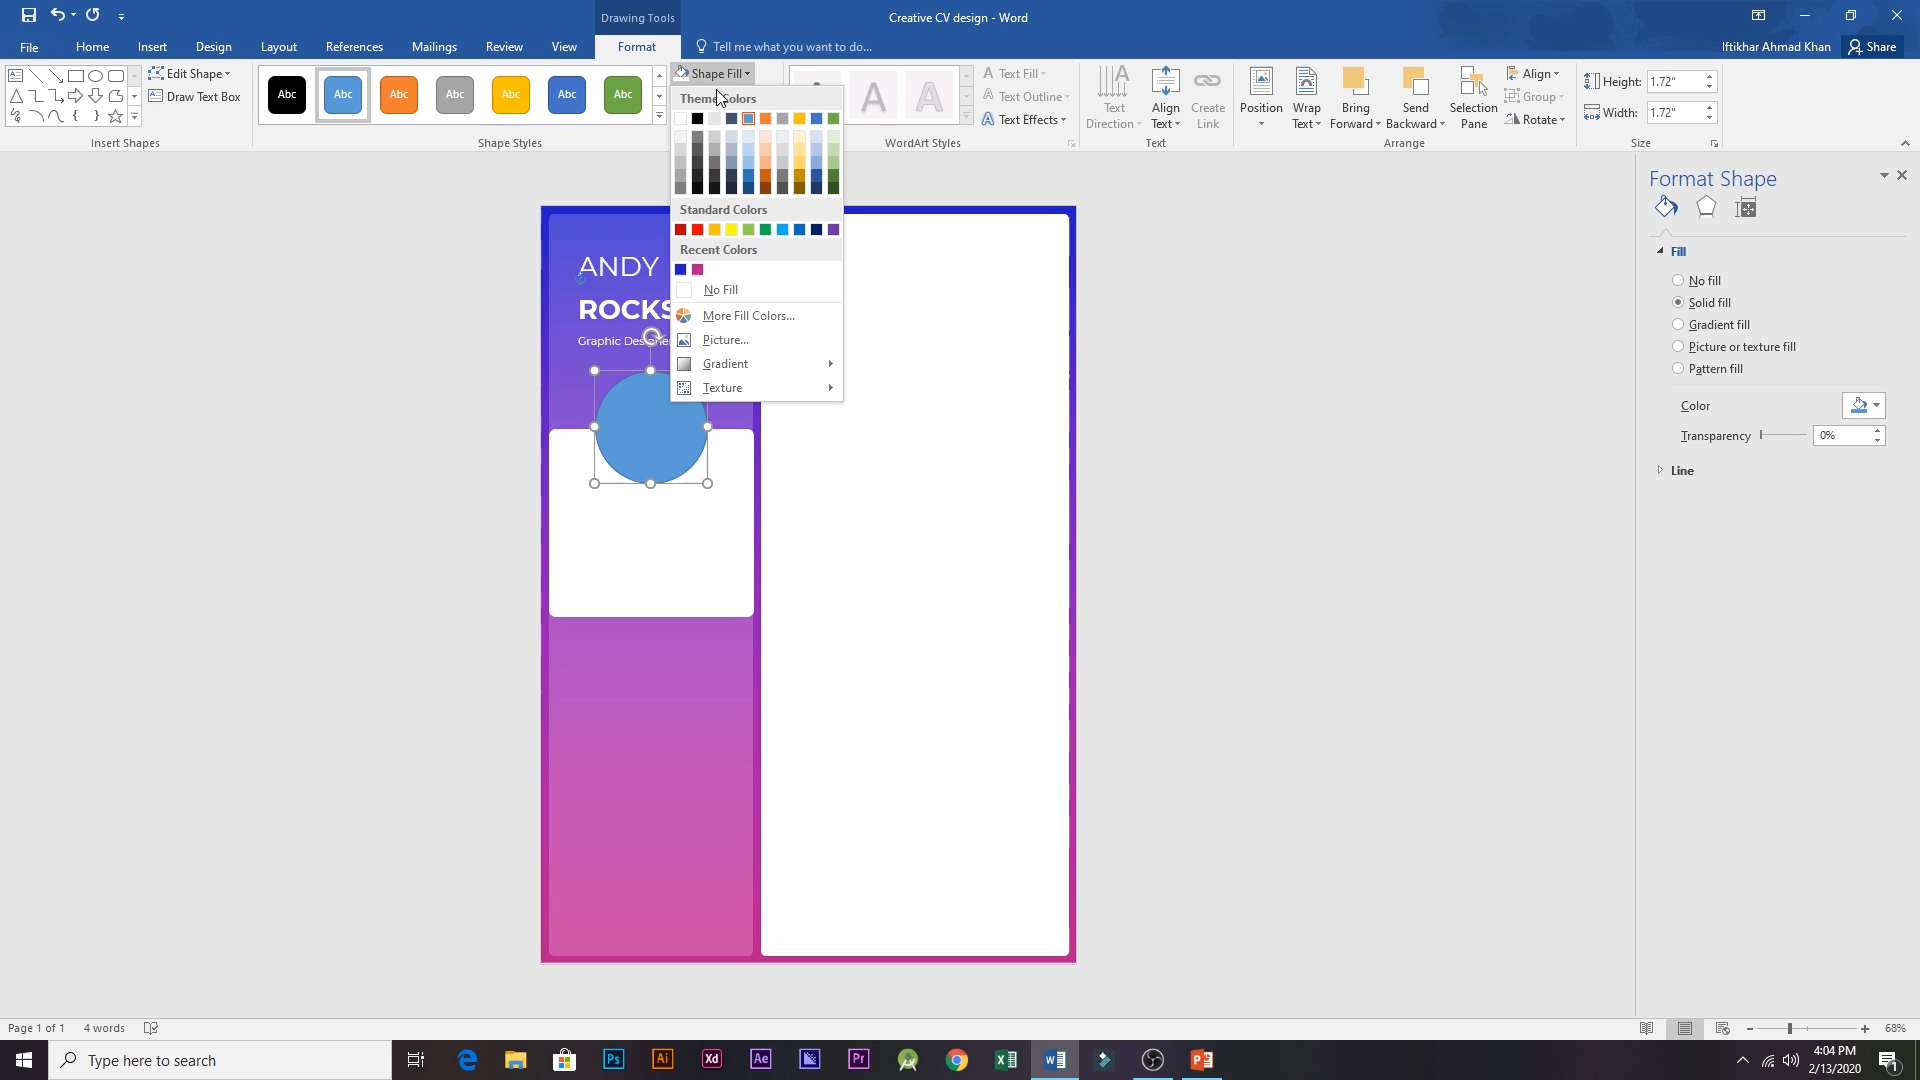 Drawing Tools
Creative CV design - Word
File Home Insert Design Layout References Mailings Review View Format Tell me what you want to do... Iftikhar Ahmad Khan Share
Edit Shape
Draw Text Box
Insert Shapes
Abc Abc Abc Abc Abc Abc Abc
Shape Styles
Shape Fill
Theme Colors
Standard Colors
Recent Colors
No Fill
More Fill Colors...
Picture...
Gradient
Texture
A A
WordArt Styles
Text Fill
Text Outline
Text Effects
Text Direction
Align Text
Create Link
Text
Position
Wrap Text
Bring Forward
Send Backward
Selection Pane
Align
Group
Rotate
Arrange
Height: 1.72"
Width: 1.72"
Size
ANDY
ROCKS
Graphic Designer
Format Shape
Fill
No fill
Solid fill
Gradient fill
Picture or texture fill
Pattern fill
Color
Transparency 0%
Line
Page 1 of 1 4 words 68%
Type here to search
Ps Ai Xd Ae Pr
4:04 PM
2/13/2020
1